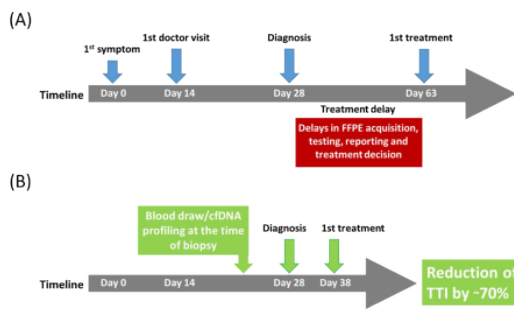 (A)
1st symptom
1st doctor visit
Diagnosis
1st treatment
Timeline
Day 0
Day 14
Day 28
Day 63
Treatment delay
Delays in FFPE acquisition,
testing, reporting and
treatment decision
(B)
Blood draw/cfDNA
profiling at the time
of biopsy
Diagnosis
1st treatment
Timeline
Day 0
Day 14
Day 28
Day 38
Reduction of
TTI by ~70%